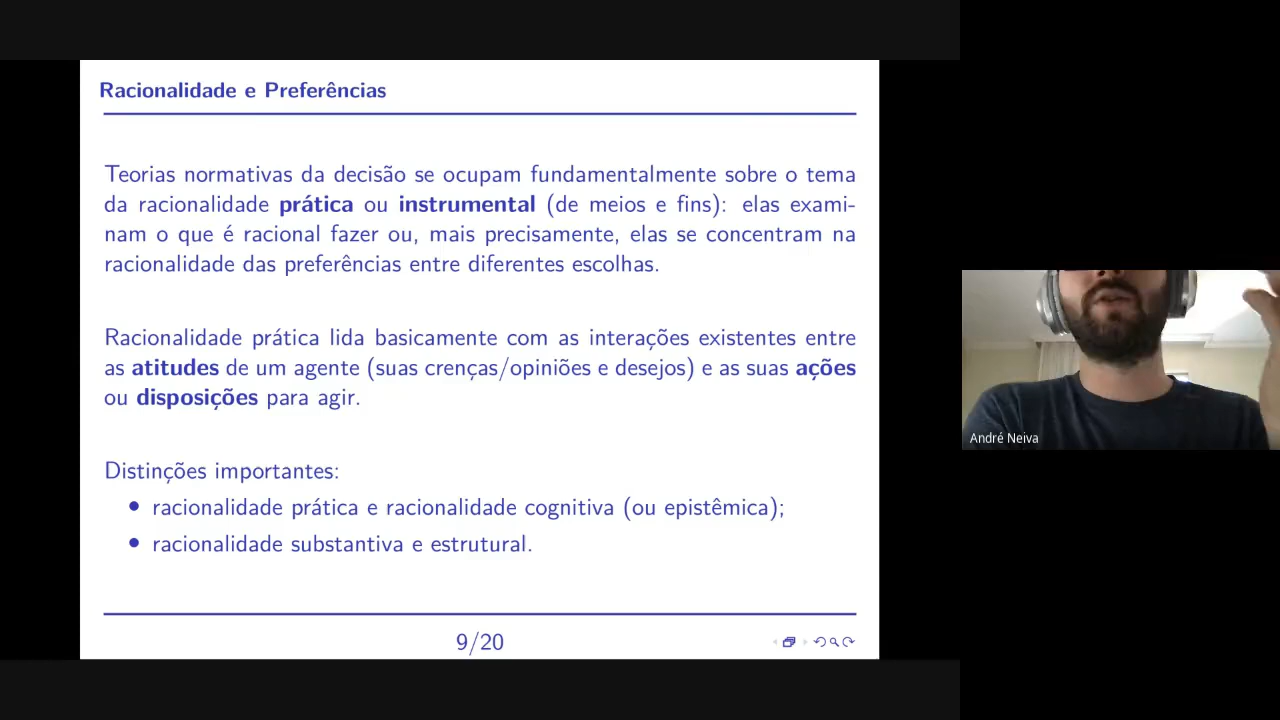 Racionalidade e Preferências
Teorias normativas da decisão se ocupam fundamentalmente sobre o tema
da racionalidade prática ou instrumental (de meios e fins): elas exami-
nam o que é racional fazer ou, mais precisamente, elas se concentram na
racionalidade das preferências entre diferentes escolhas.
Racionalidade prática lida basicamente com as interações existentes entre
as atitudes de um agente (suas crenças/opiniões e desejos) e as suas ações
ou disposições para agir.
Distinções importantes:
• racionalidade prática e racionalidade cognitiva (ou epistêmica);
• racionalidade substantiva e estrutural.
9/20
André Neiva